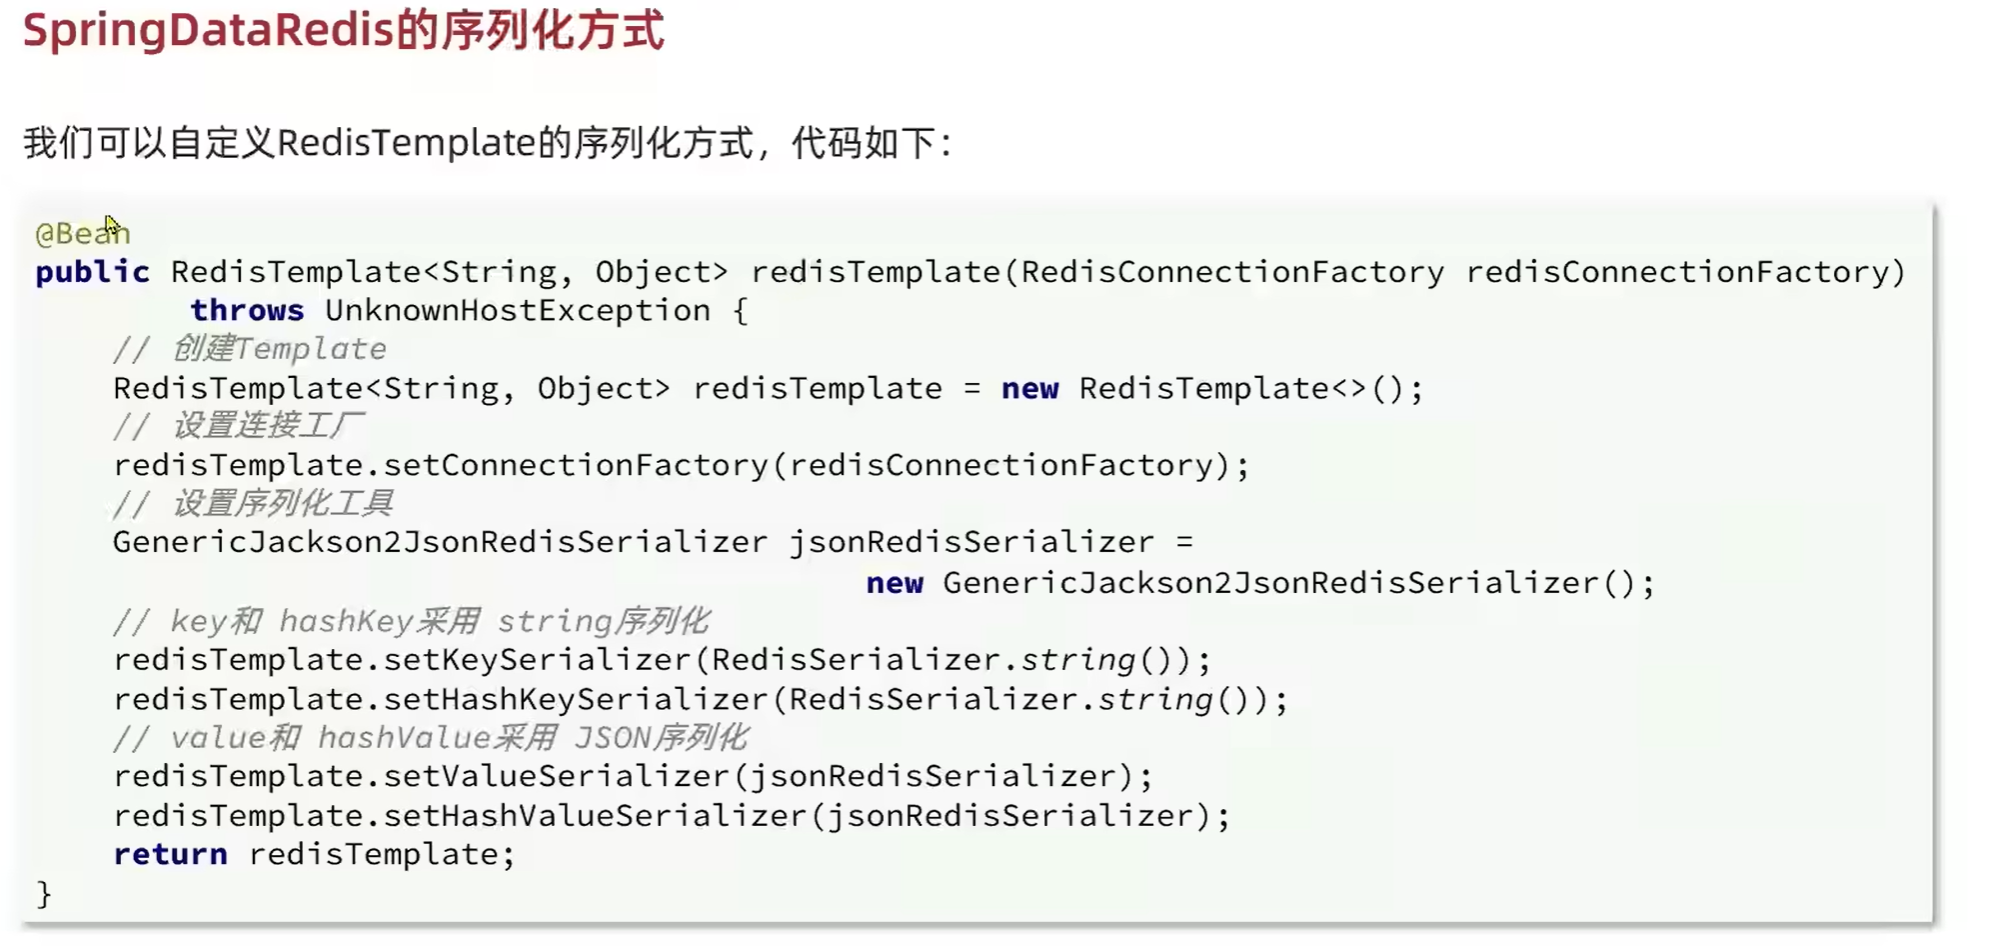 SpringDataRedis的序列化方式
我们可以自定义RedisTemplate的序列化方式，代码如下：
@Bean
public RedisTemplate<String, Object> redisTemplate(RedisConnectionFactory redisConnectionFactory)
throws UnknownHostException {
// 创建Template
RedisTemplate<String, Object> redisTemplate = new RedisTemplate<>();
// 设置连接工厂
redisTemplate.setConnectionFactory(redisConnectionFactory);
// 设置序列化工具
GenericJackson2JsonRedisSerializer jsonRedisSerializer =
new GenericJackson2JsonRedisSerializer();
// key和 hashKey采用 string序列化
redisTemplate.setKeySerializer(RedisSerializer.string());
redisTemplate.setHashKeySerializer(RedisSerializer.string());
// value和 hashValue采用 JSON序列化
redisTemplate.setValueSerializer(jsonRedisSerializer);
redisTemplate.setHashValueSerializer(jsonRedisSerializer);
return redisTemplate;
}